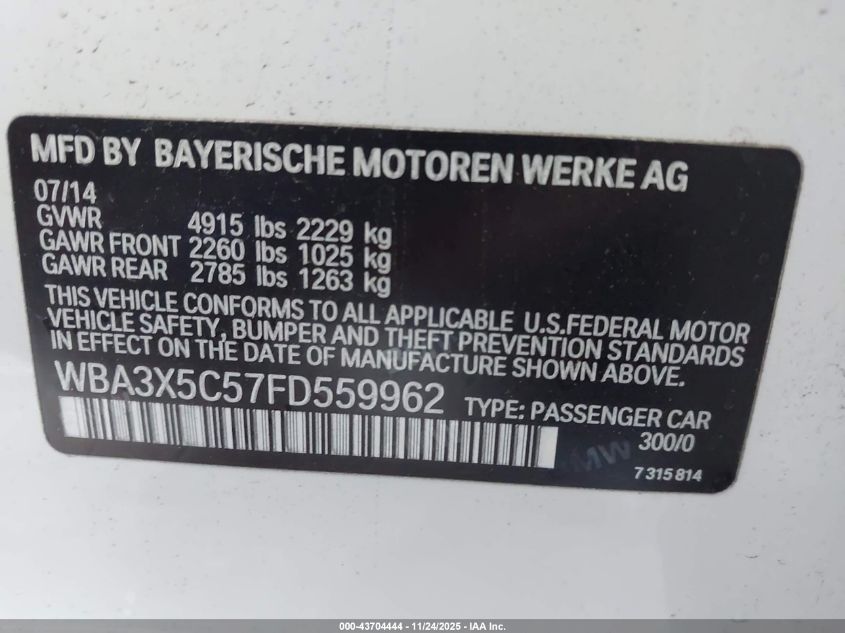 MFD BY BAYERISCHE MOTOREN WERKE AG
07/14
GVWR 4915 lbs 2229 kg
GAWR FRONT 2260 lbs 1025 kg
GAWR REAR 2785 lbs 1263 kg
THIS VEHICLE CONFORMS TO ALL APPLICABLE U.S.FEDERAL MOTOR
VEHICLE SAFETY, BUMPER AND THEFT PREVENTION STANDARDS
IN EFFECT ON THE DATE OF MANUFACTURE SHOWN ABOVE.
WBA3X5C57FD559962 TYPE: PASSENGER CAR
300/0
BMW
7 315 814
000-43704444 - 11/24/2025 - IAA Inc.